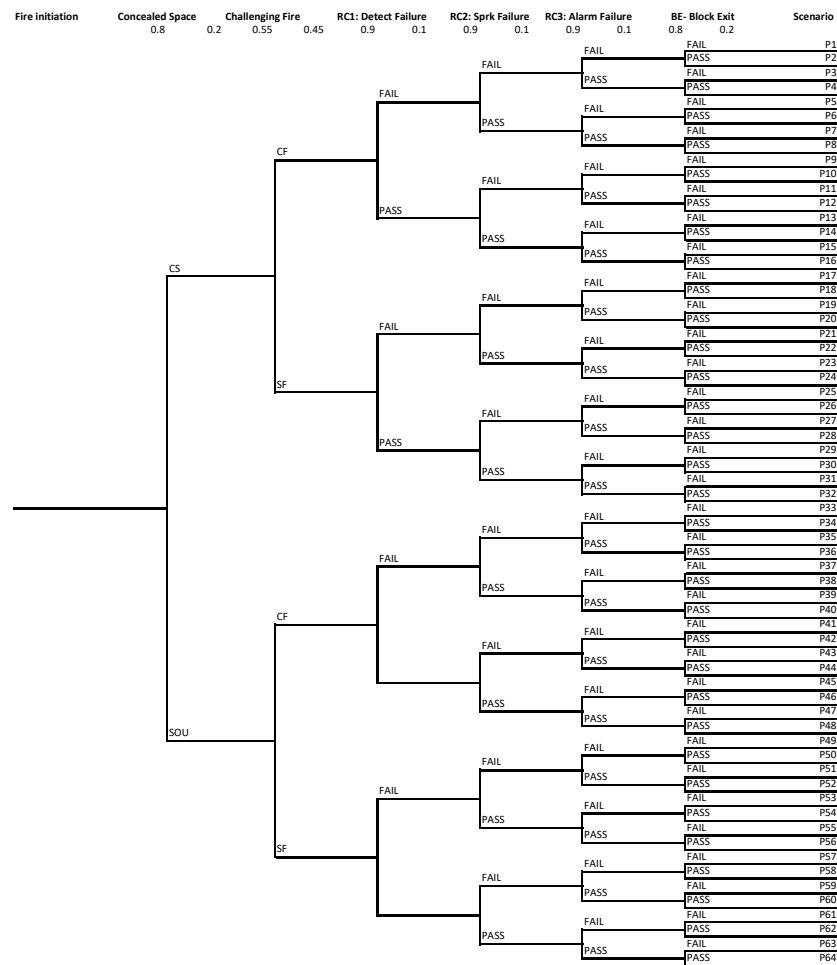 Fire initiation Concealed Space Challenging Fire RC1: Detect Failure RC2: Sprk Failure RC3: Alarm Failure BE- Block Exit Scenario
0.8 0.2 0.55 0.45 0.9 0.1 0.9 0.1 0.9 0.1 0.8 0.2
FAIL P1
FAIL
PASS P2
FAIL
FAIL P3
PASS
PASS P4
FAIL
FAIL P5
FAIL
PASS P6
PASS
FAIL P7
PASS
PASS P8
CF
FAIL P9
FAIL
PASS P10
FAIL
FAIL P11
PASS
PASS P12
PASS
FAIL P13
FAIL
PASS P14
PASS
FAIL P15
PASS
PASS P16
CS
FAIL P17
FAIL
PASS P18
FAIL
FAIL P19
PASS
PASS P20
FAIL
FAIL P21
FAIL
PASS P22
PASS
FAIL P23
PASS
PASS P24
SF
FAIL P25
FAIL
PASS P26
FAIL
FAIL P27
PASS
PASS P28
PASS
FAIL P29
FAIL
PASS P30
PASS
FAIL P31
PASS
PASS P32
FAIL P33
FAIL
PASS P34
FAIL
FAIL P35
PASS
PASS P36
FAIL
FAIL P37
FAIL
PASS P38
PASS
FAIL P39
PASS
PASS P40
CF
FAIL P41
FAIL
PASS P42
FAIL
FAIL P43
PASS
PASS P44
FAIL P45
FAIL
PASS P46
PASS
FAIL P47
PASS
PASS P48
SOU
FAIL P49
FAIL
PASS P50
FAIL
FAIL P51
PASS
PASS P52
FAIL
FAIL P53
FAIL
PASS P54
PASS
FAIL P55
PASS
PASS P56
SF
FAIL P57
FAIL
PASS P58
FAIL
FAIL P59
PASS
PASS P60
FAIL P61
FAIL
PASS P62
PASS
FAIL P63
PASS
PASS P64